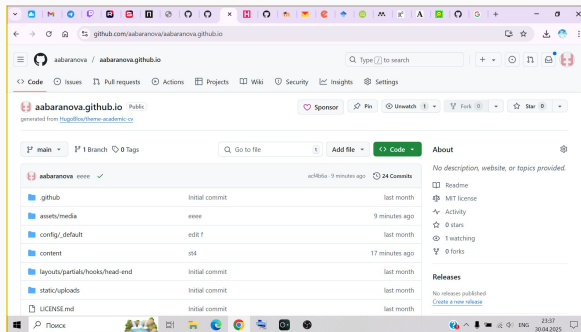 github.com/aabaranova/aabaranova.github.io
aabaranova / aabaranova.github.io
Type / to search
Code Issues Pull requests Actions Projects Wiki Security Insights Settings
aabaranova.github.io Public
Sponsor Pin Unwatch 1 Fork 0 Star 0
generated from HugoBlox/theme-academic-cv
main 1 Branch 0 Tags
Go to file t
Add file Code
About
No description, website, or topics provided.
aabaranova eeee
acf4b6a · 9 minutes ago 24 Commits
.github Initial commit last month
assets/media eeee 9 minutes ago
config/_default edit f last month
content st4 17 minutes ago
layouts/partials/hooks/head-end Initial commit last month
static/uploads Initial commit last month
LICENSE.md Initial commit last month
Readme
MIT license
Activity
0 stars
1 watching
0 forks
Releases
No releases published
Create a new release
Поиск
ENG
23:37
30.04.2025